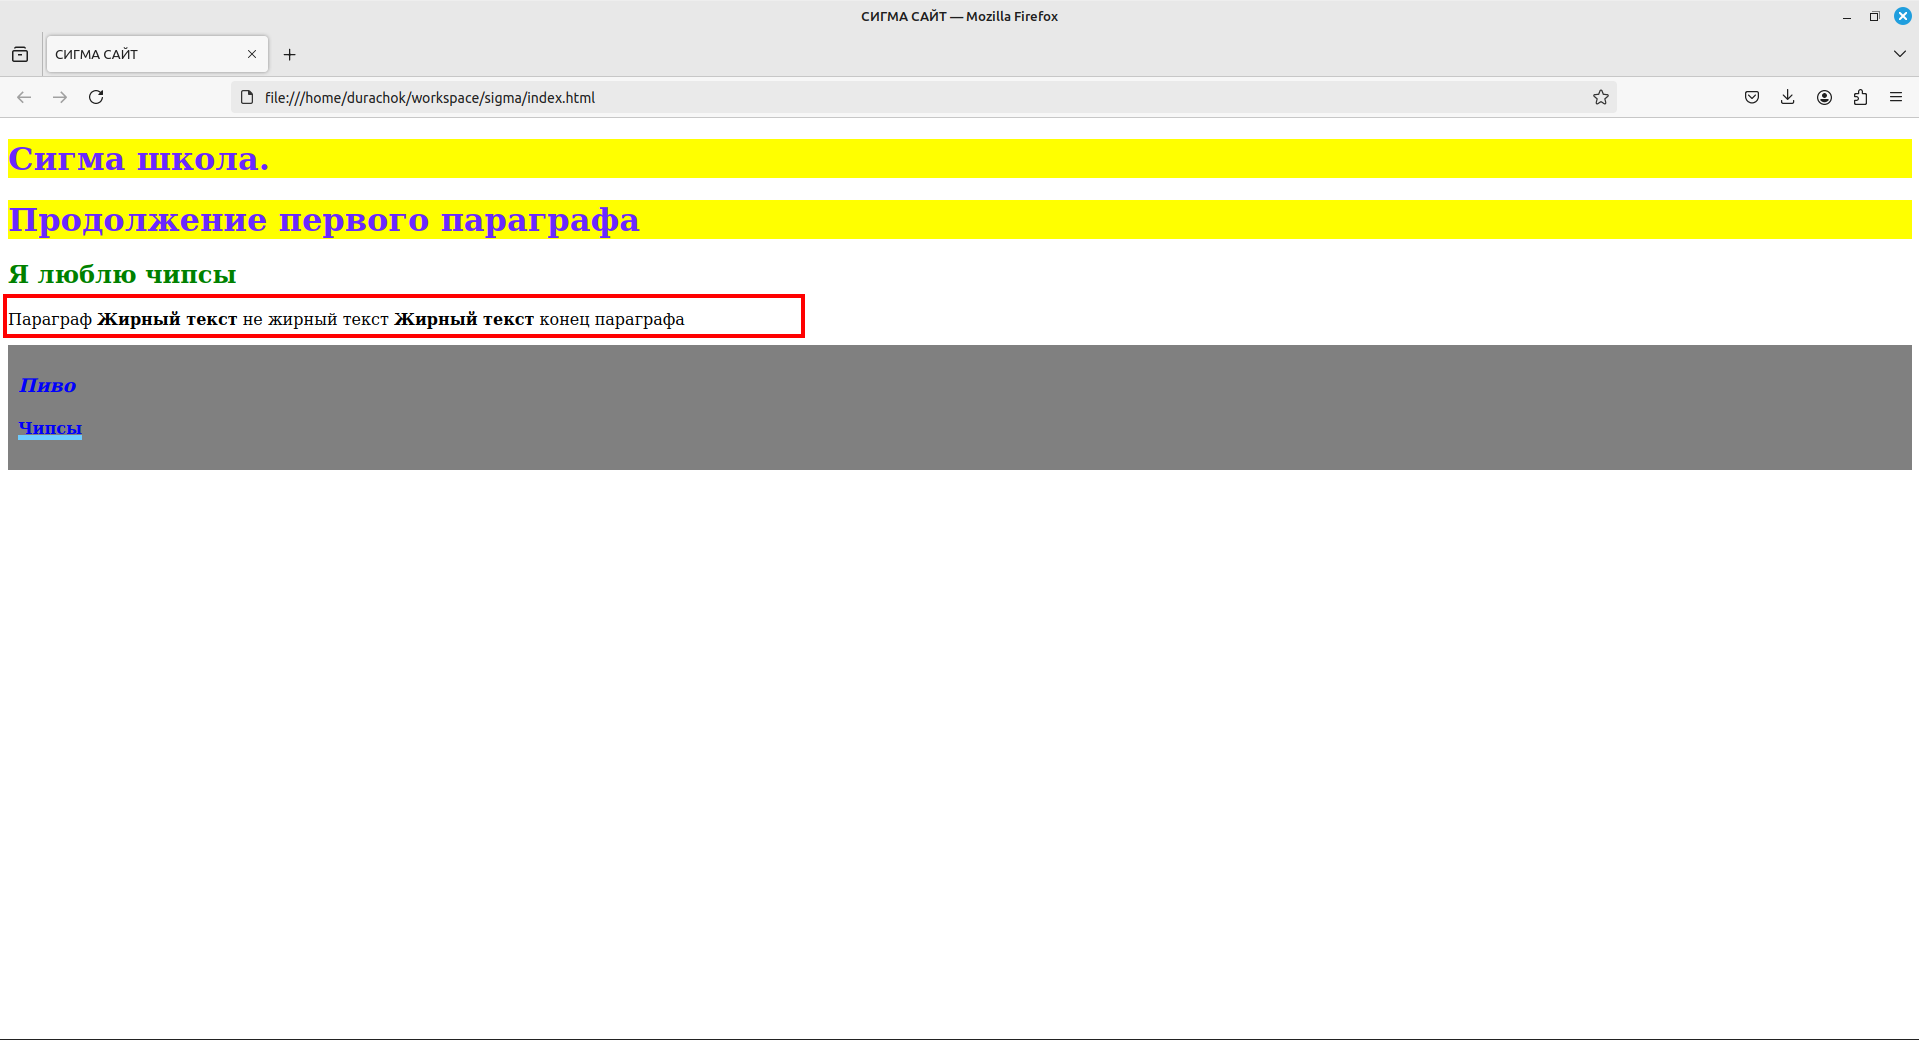 СИГМА САЙТ — Mozilla Firefox
СИГМА САЙТ
file:///home/durachok/workspace/sigma/index.html
Сигма школа.
Продолжение первого параграфа
Я люблю чипсы
Параграф Жирный текст не жирный текст Жирный текст конец параграфа
Пиво
Чипсы